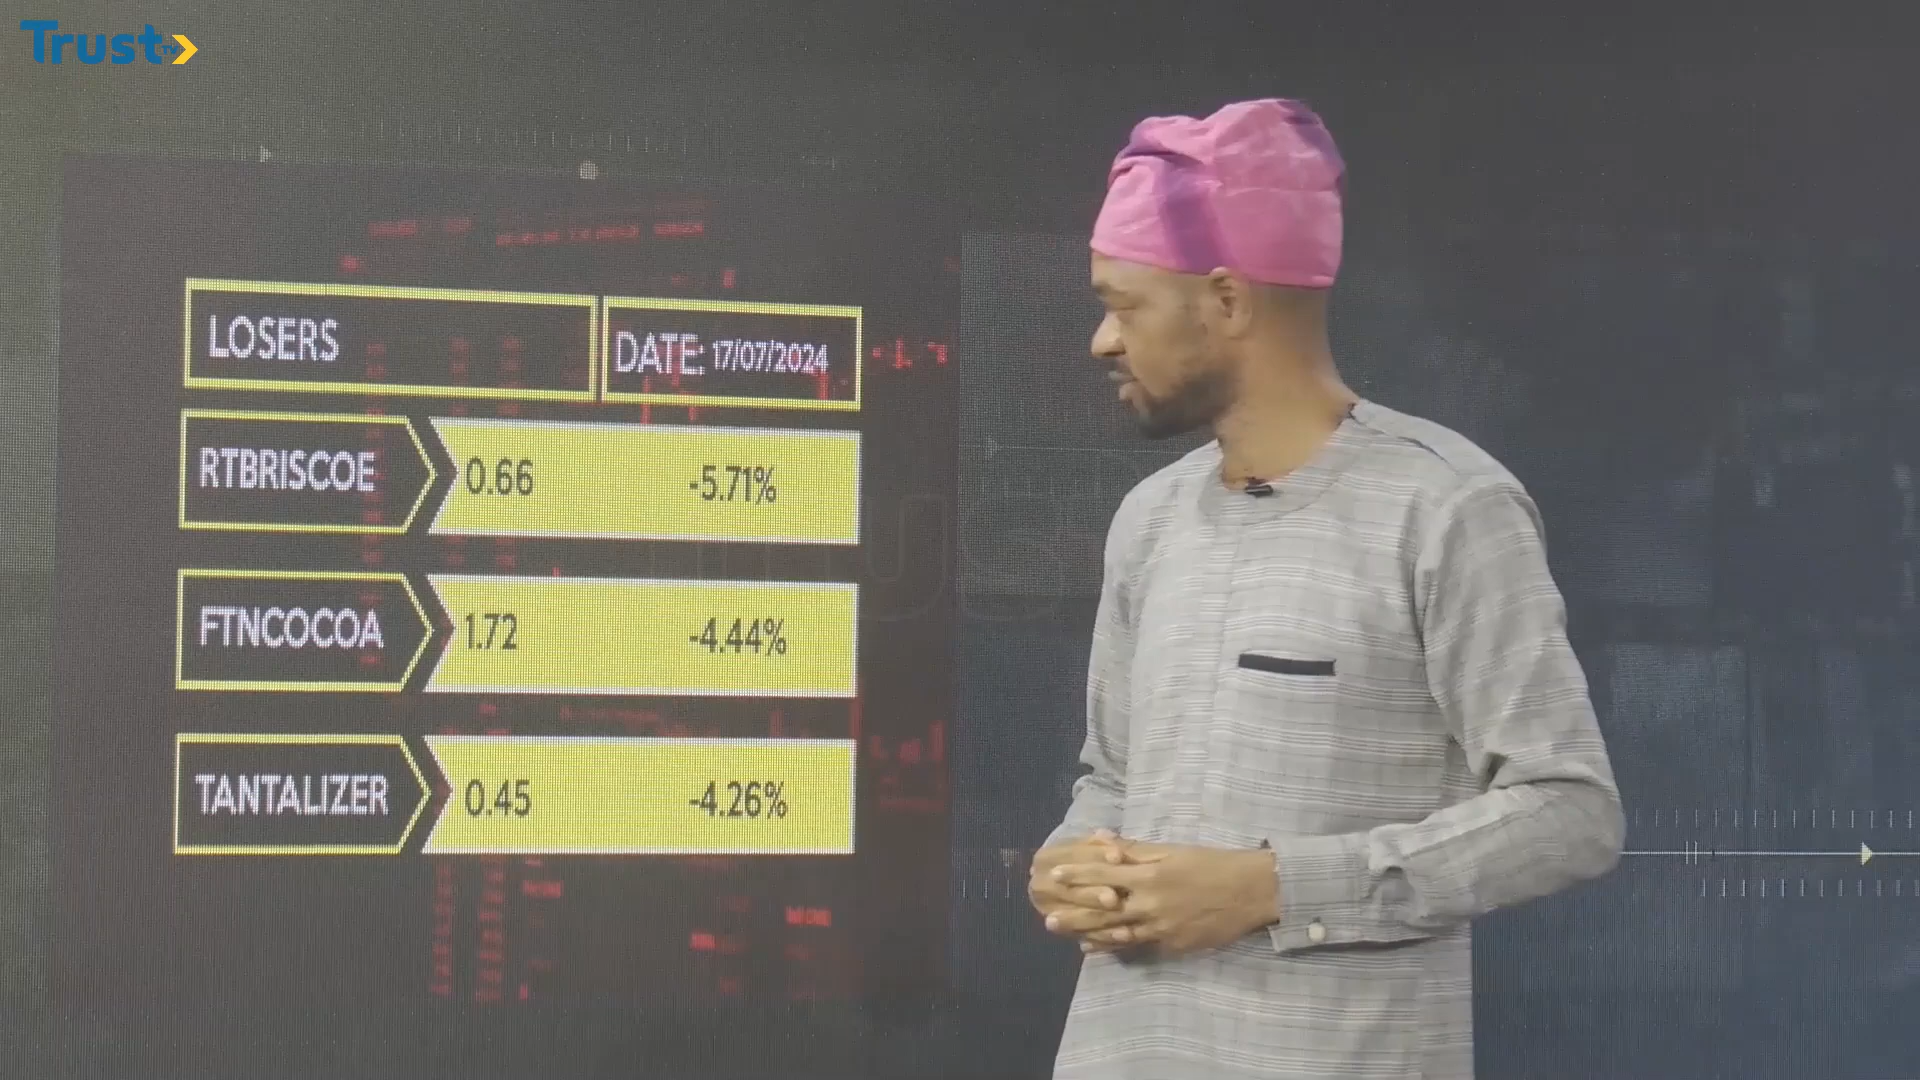 Trust TV
LOSERS DATE: 17/07/2024
RTBRISCOE 0.66 -5.71%
FTNCOCOA 1.72 -4.44%
TANTALIZER 0.45 -4.26%